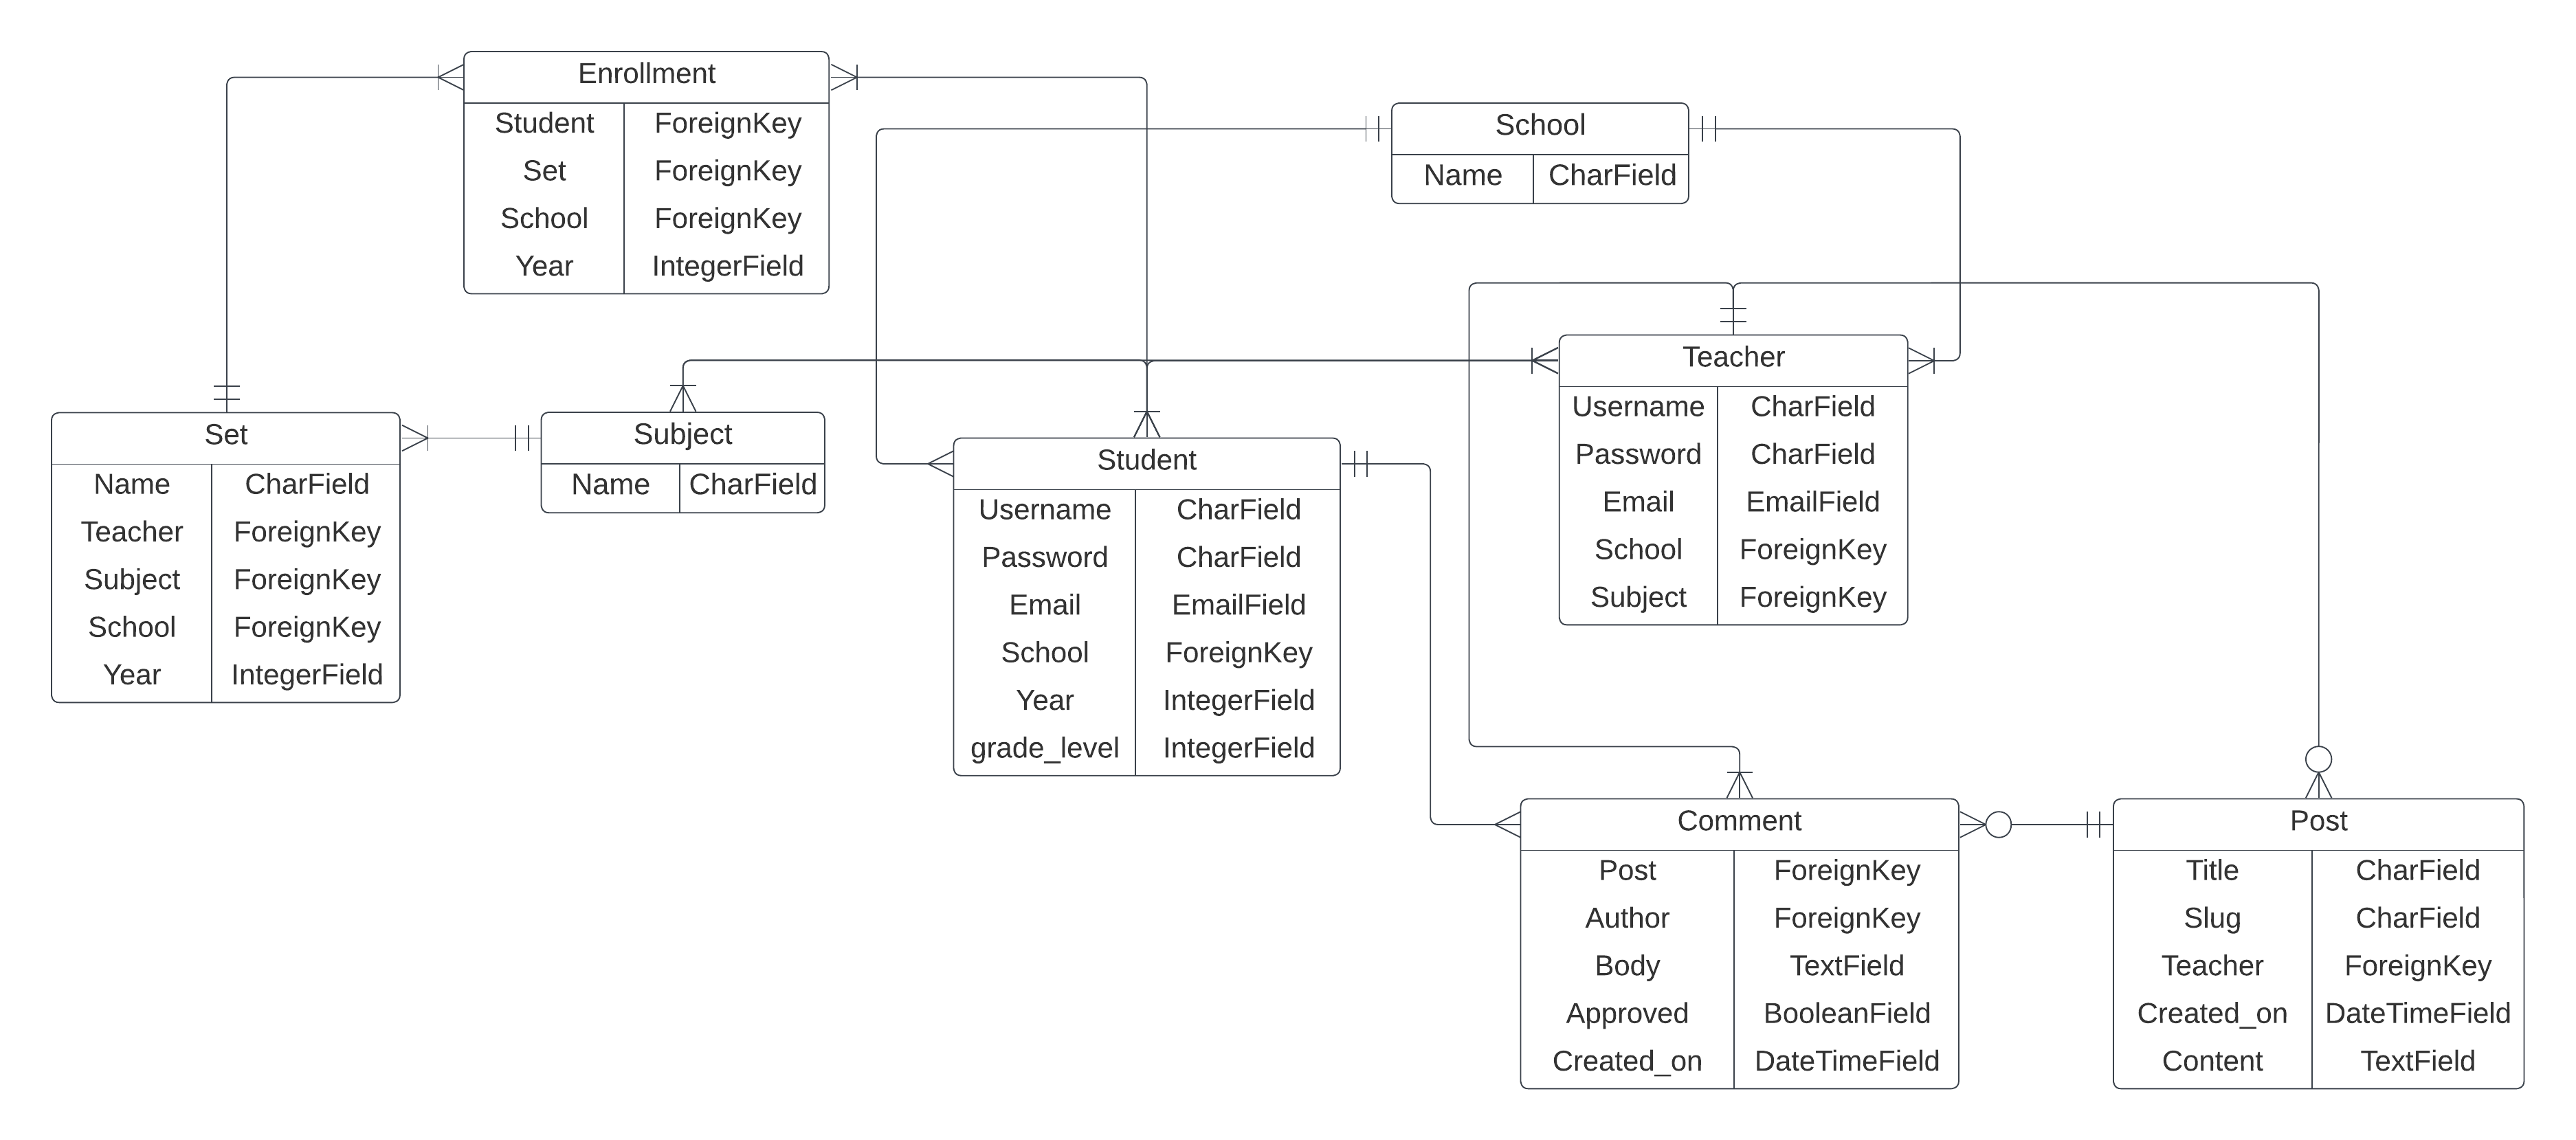 Enrollment
Student ForeignKey
Set ForeignKey
School ForeignKey
Year IntegerField
School
Name CharField
Set
Name CharField
Teacher ForeignKey
Subject ForeignKey
School ForeignKey
Year IntegerField
Subject
Name CharField
Student
Username CharField
Password CharField
Email EmailField
School ForeignKey
Year IntegerField
grade_level IntegerField
Teacher
Username CharField
Password CharField
Email EmailField
School ForeignKey
Subject ForeignKey
Comment
Post ForeignKey
Author ForeignKey
Body TextField
Approved BooleanField
Created_on DateTimeField
Post
Title CharField
Slug CharField
Teacher ForeignKey
Created_on DateTimeField
Content TextField